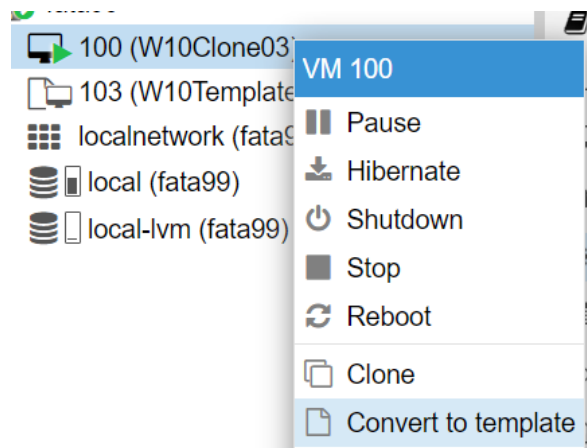 100 (W10Clone03)
103 (W10Template
localnetwork (fata9
local (fata99)
local-lvm (fata99)
VM 100
Pause
Hibernate
Shutdown
Stop
Reboot
Clone
Convert to template